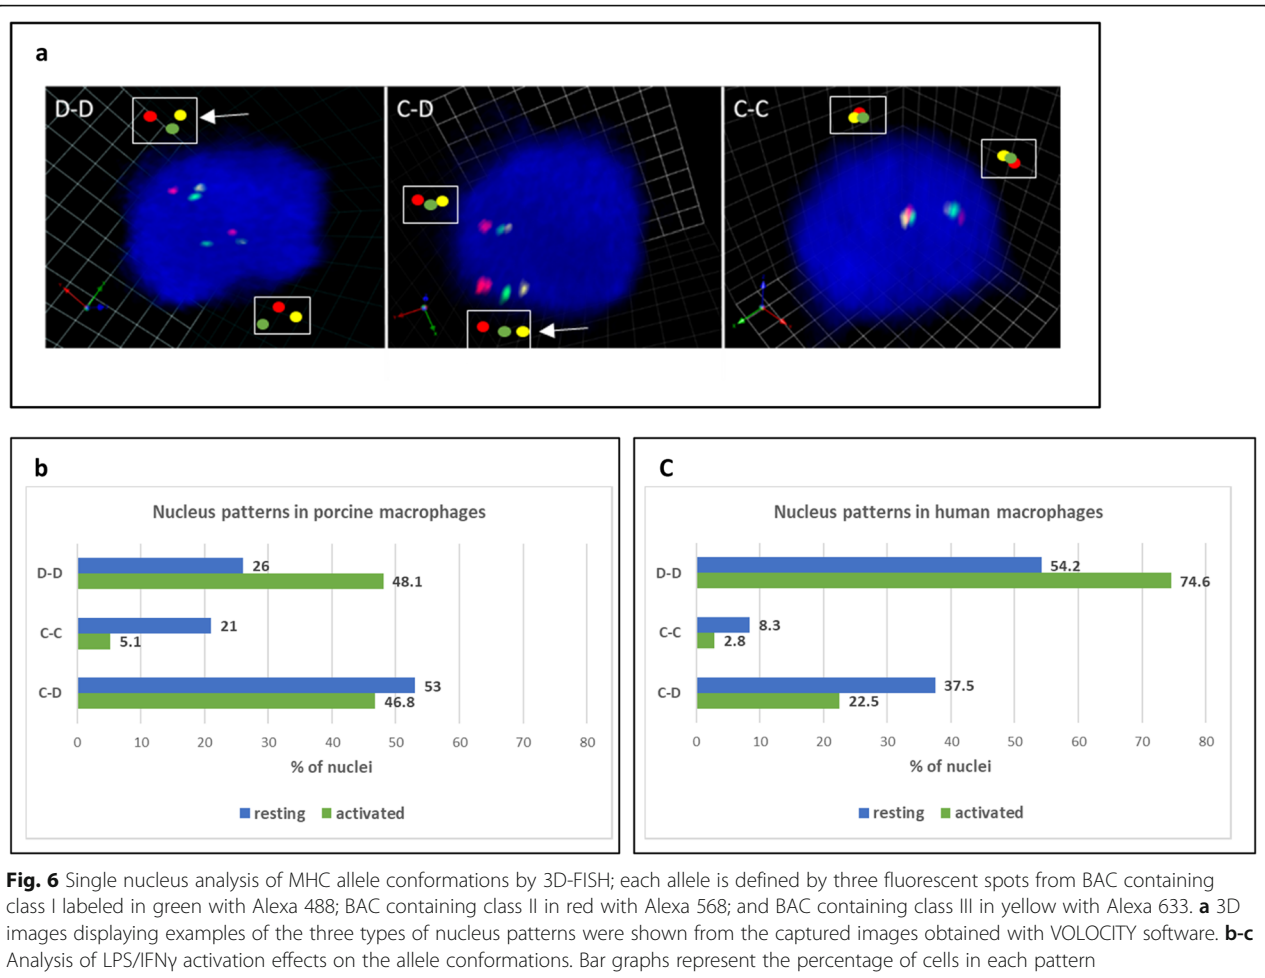 a
D-D
C-D
C-C
b
Nucleus patterns in porcine macrophages
D-D
26
48.1
C-C
21
5.1
C-D
53
46.8
0 10 20 30 40 50 60 70 80
% of nuclei
resting activated
C
Nucleus patterns in human macrophages
D-D
54.2
74.6
C-C
8.3
2.8
C-D
37.5
22.5
0 10 20 30 40 50 60 70 80
% of nuclei
resting activated
Fig. 6 Single nucleus analysis of MHC allele conformations by 3D-FISH; each allele is defined by three fluorescent spots from BAC containing
class I labeled in green with Alexa 488; BAC containing class II in red with Alexa 568; and BAC containing class III in yellow with Alexa 633. a 3D
images displaying examples of the three types of nucleus patterns were shown from the captured images obtained with VOLOCITY software. b-c
Analysis of LPS/IFNγ activation effects on the allele conformations. Bar graphs represent the percentage of cells in each pattern